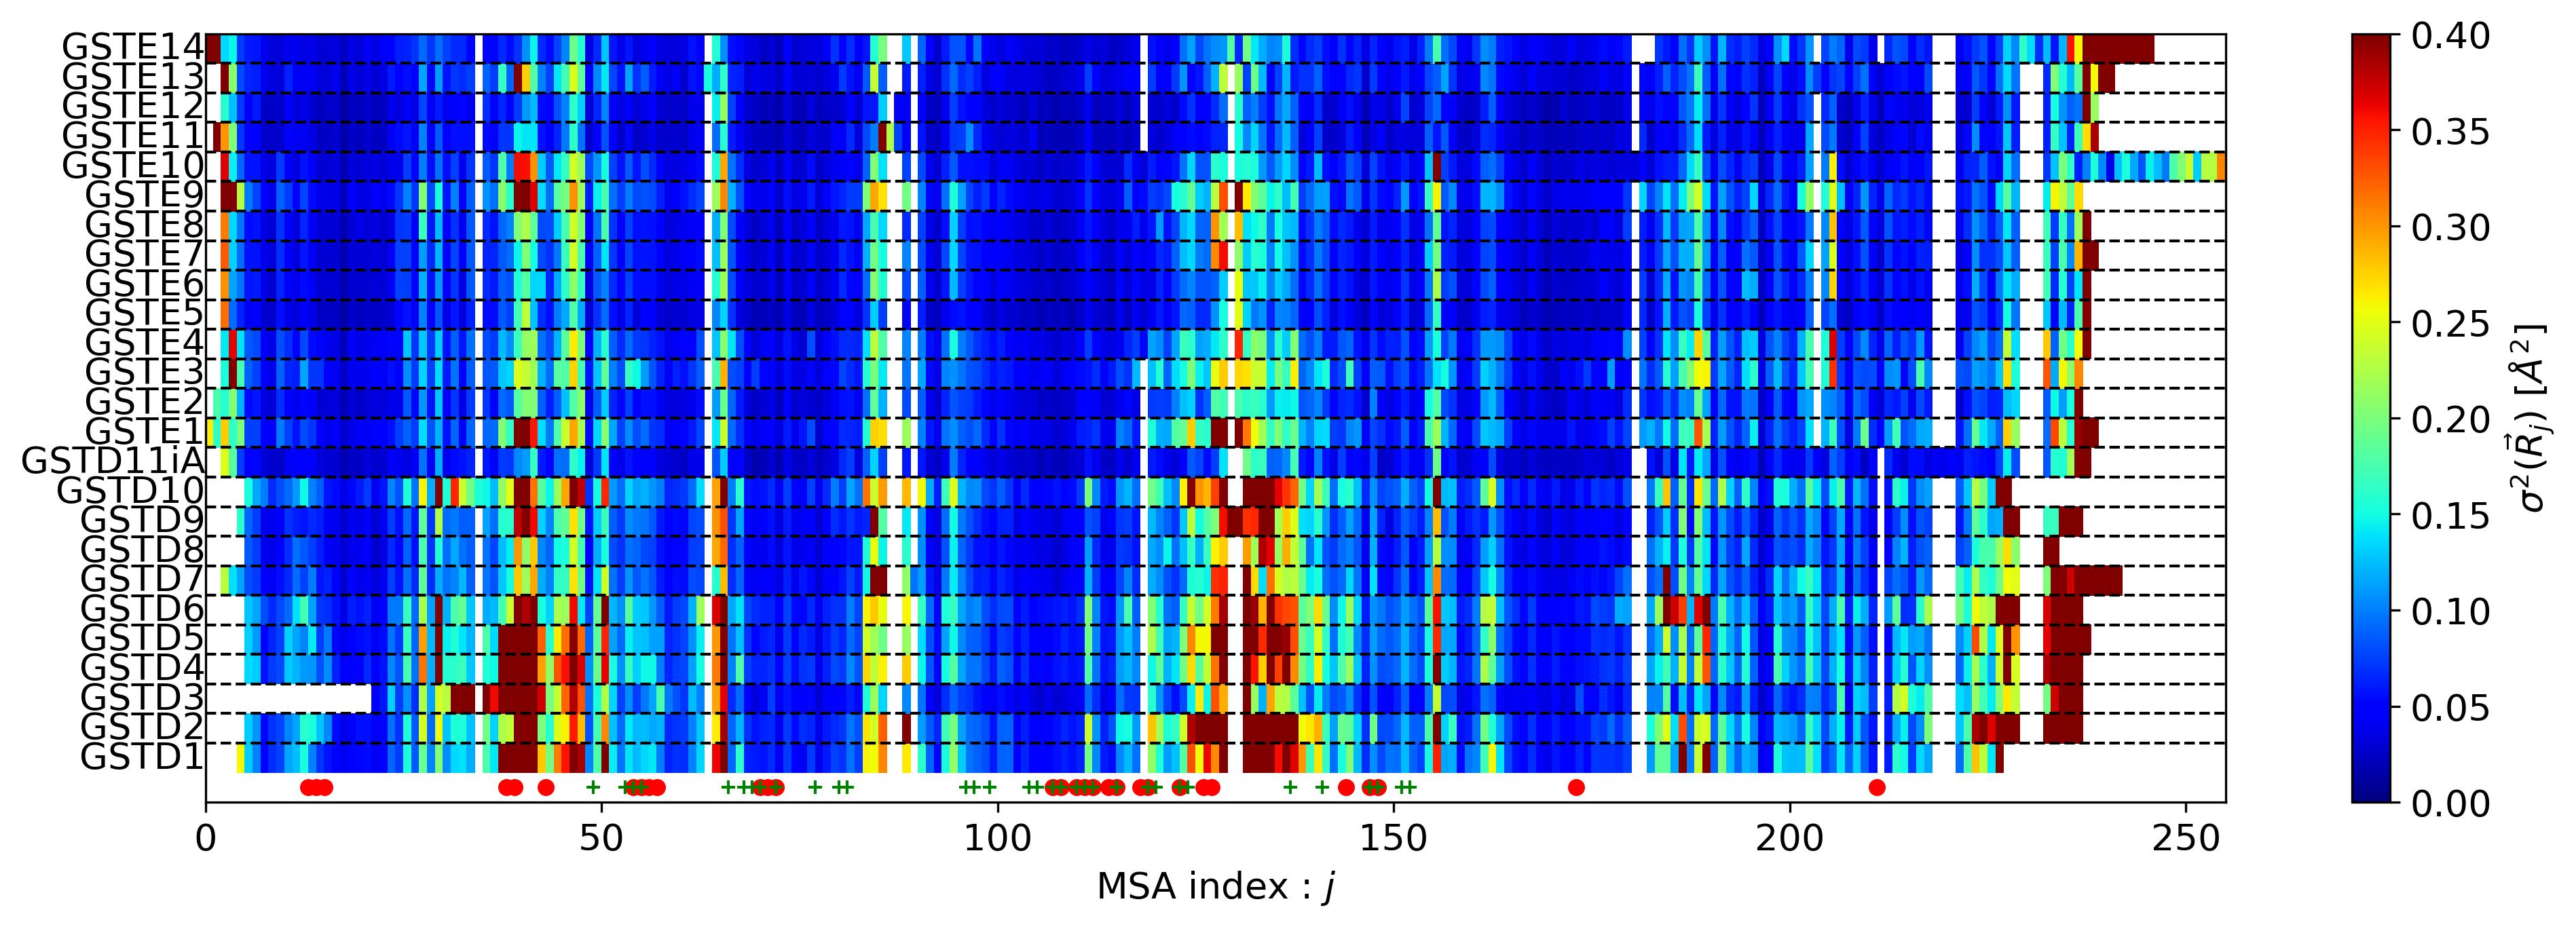 GSTE14
GSTE13
GSTE12
GSTE11
GSTE10
GSTE9
GSTE8
GSTE7
GSTE6
GSTE5
GSTE4
GSTE3
GSTE2
GSTE1
GSTD11iA
GSTD10
GSTD9
GSTD8
GSTD7
GSTD6
GSTD5
GSTD4
GSTD3
GSTD2
GSTD1
0 50 100 150 200 250
MSA index : j
0.40
0.35
0.30
0.25
0.20
0.15
0.10
0.05
0.00
σ²(R⃗ⱼ) [Å²]